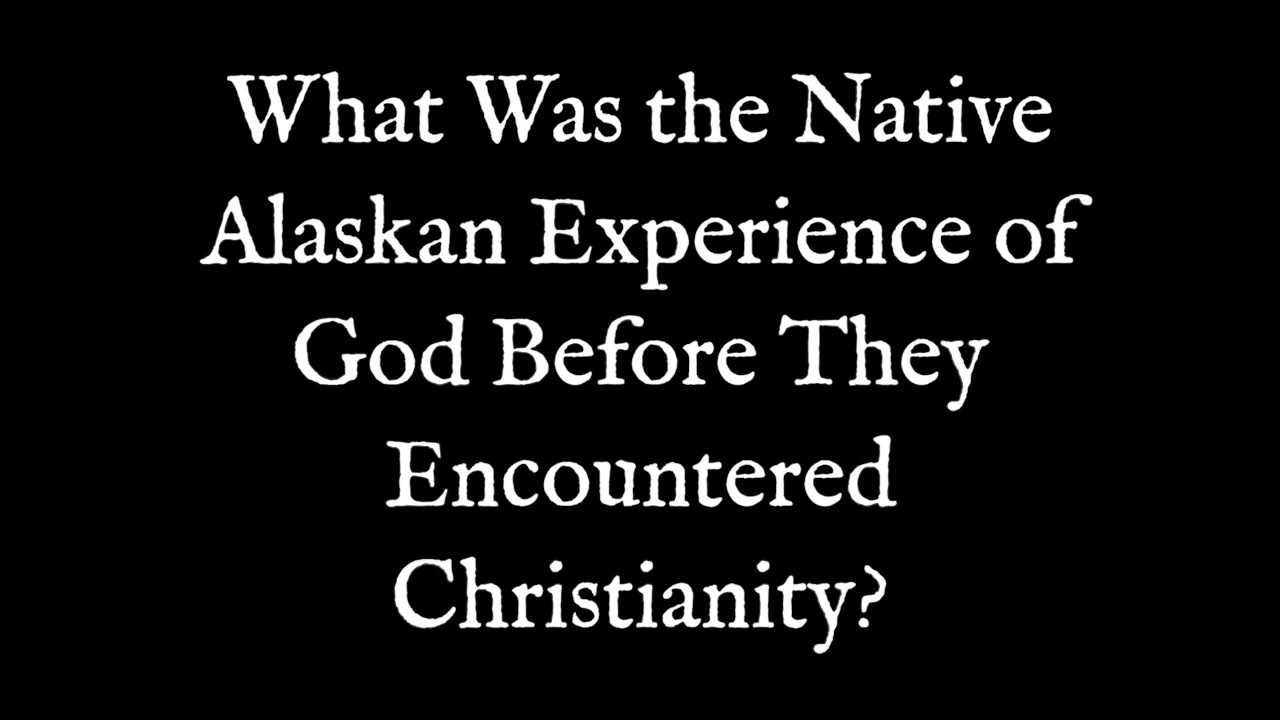 What Was the Native
Alaskan Experience of
God Before They
Encountered
Christianity?